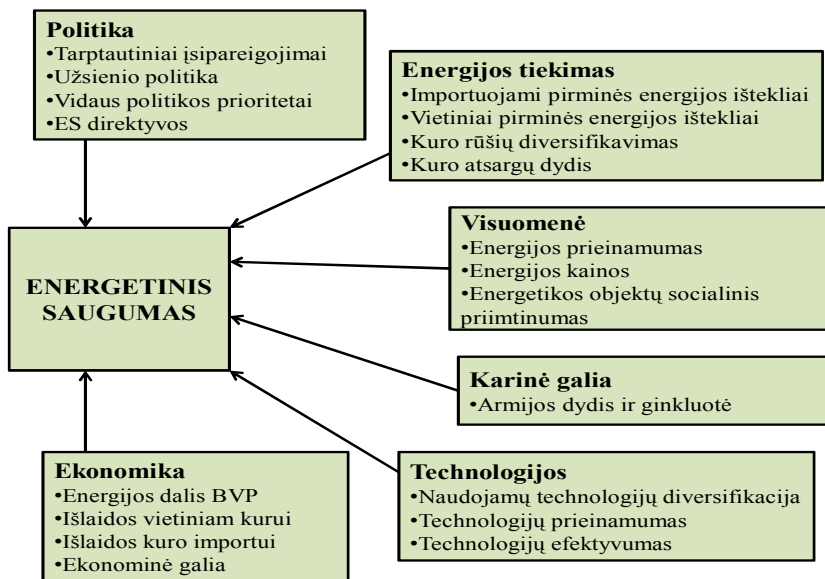 Politika
•Tarptautiniai įsipareigojimai
•Užsienio politika
•Vidaus politikos prioritetai
•ES direktyvos
Energijos tiekimas
•Importuojami pirminės energijos ištekliai
•Vietiniai pirminės energijos ištekliai
•Kuro rūšių diversifikavimas
•Kuro atsargų dydis
ENERGETINIS
SAUGUMAS
Visuomenė
•Energijos prieinamumas
•Energijos kainos
•Energetikos objektų socialinis
priimtinumas
Karinė galia
•Armijos dydis ir ginkluotė
Ekonomika
•Energijos dalis BVP
•Išlaidos vietiniam kurui
•Išlaidos kuro importui
•Ekonominė galia
Technologijos
•Naudojamų technologijų diversifikacija
•Technologijų prieinamumas
•Technologijų efektyvumas